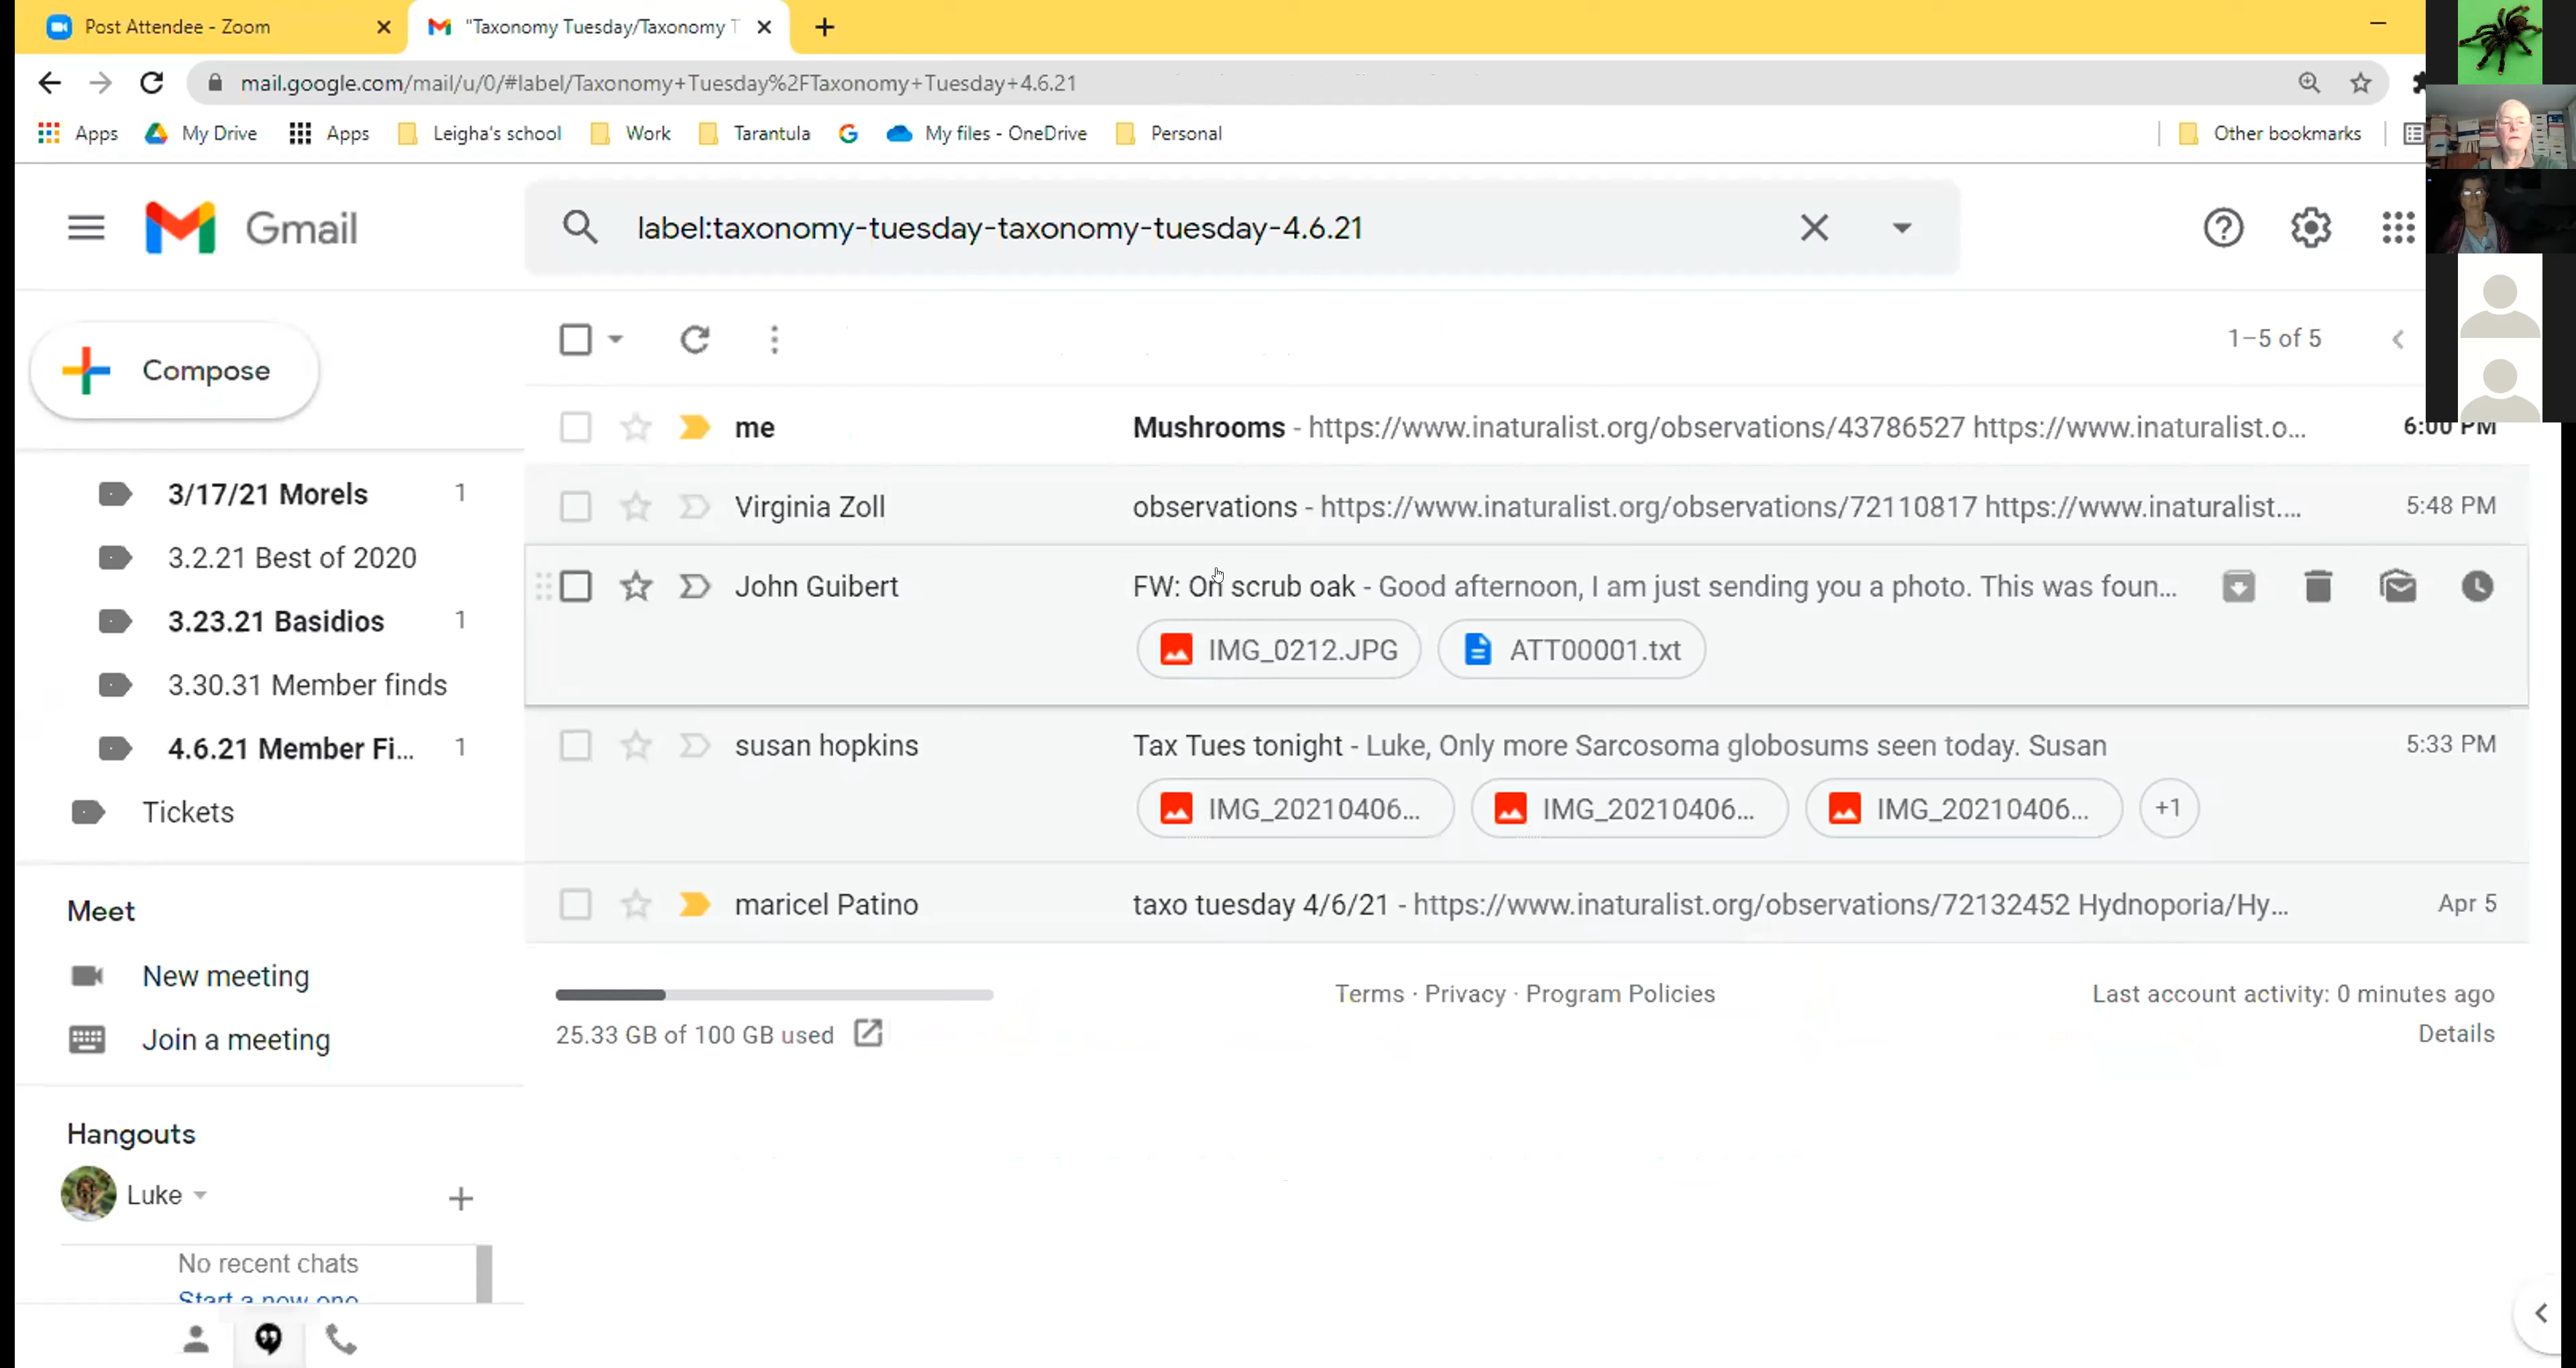 Post Attendee - Zoom
"Taxonomy Tuesday/Taxonomy T
mail.google.com/mail/u/0/#label/Taxonomy+Tuesday%2FTaxonomy+Tuesday+4.6.21
Apps My Drive Apps Leigha's school Work Tarantula My files - OneDrive Personal Other bookmarks
Gmail
label:taxonomy-tuesday-taxonomy-tuesday-4.6.21
Compose
1–5 of 5
me Mushrooms - https://www.inaturalist.org/observations/43786527 https://www.inaturalist.o... 6:00 PM
3/17/21 Morels 1
Virginia Zoll observations - https://www.inaturalist.org/observations/72110817 https://www.inaturalist.... 5:48 PM
3.2.21 Best of 2020
John Guibert FW: On scrub oak - Good afternoon, I am just sending you a photo. This was foun...
3.23.21 Basidios 1
IMG_0212.JPG ATT00001.txt
3.30.31 Member finds
4.6.21 Member Fi... 1
susan hopkins Tax Tues tonight - Luke, Only more Sarcosoma globosums seen today. Susan 5:33 PM
Tickets
IMG_20210406... IMG_20210406... IMG_20210406... +1
maricel Patino taxo tuesday 4/6/21 - https://www.inaturalist.org/observations/72132452 Hydnoporia/Hy... Apr 5
Meet
New meeting
Join a meeting
25.33 GB of 100 GB used
Terms · Privacy · Program Policies
Last account activity: 0 minutes ago
Details
Hangouts
Luke
No recent chats
Start a new one